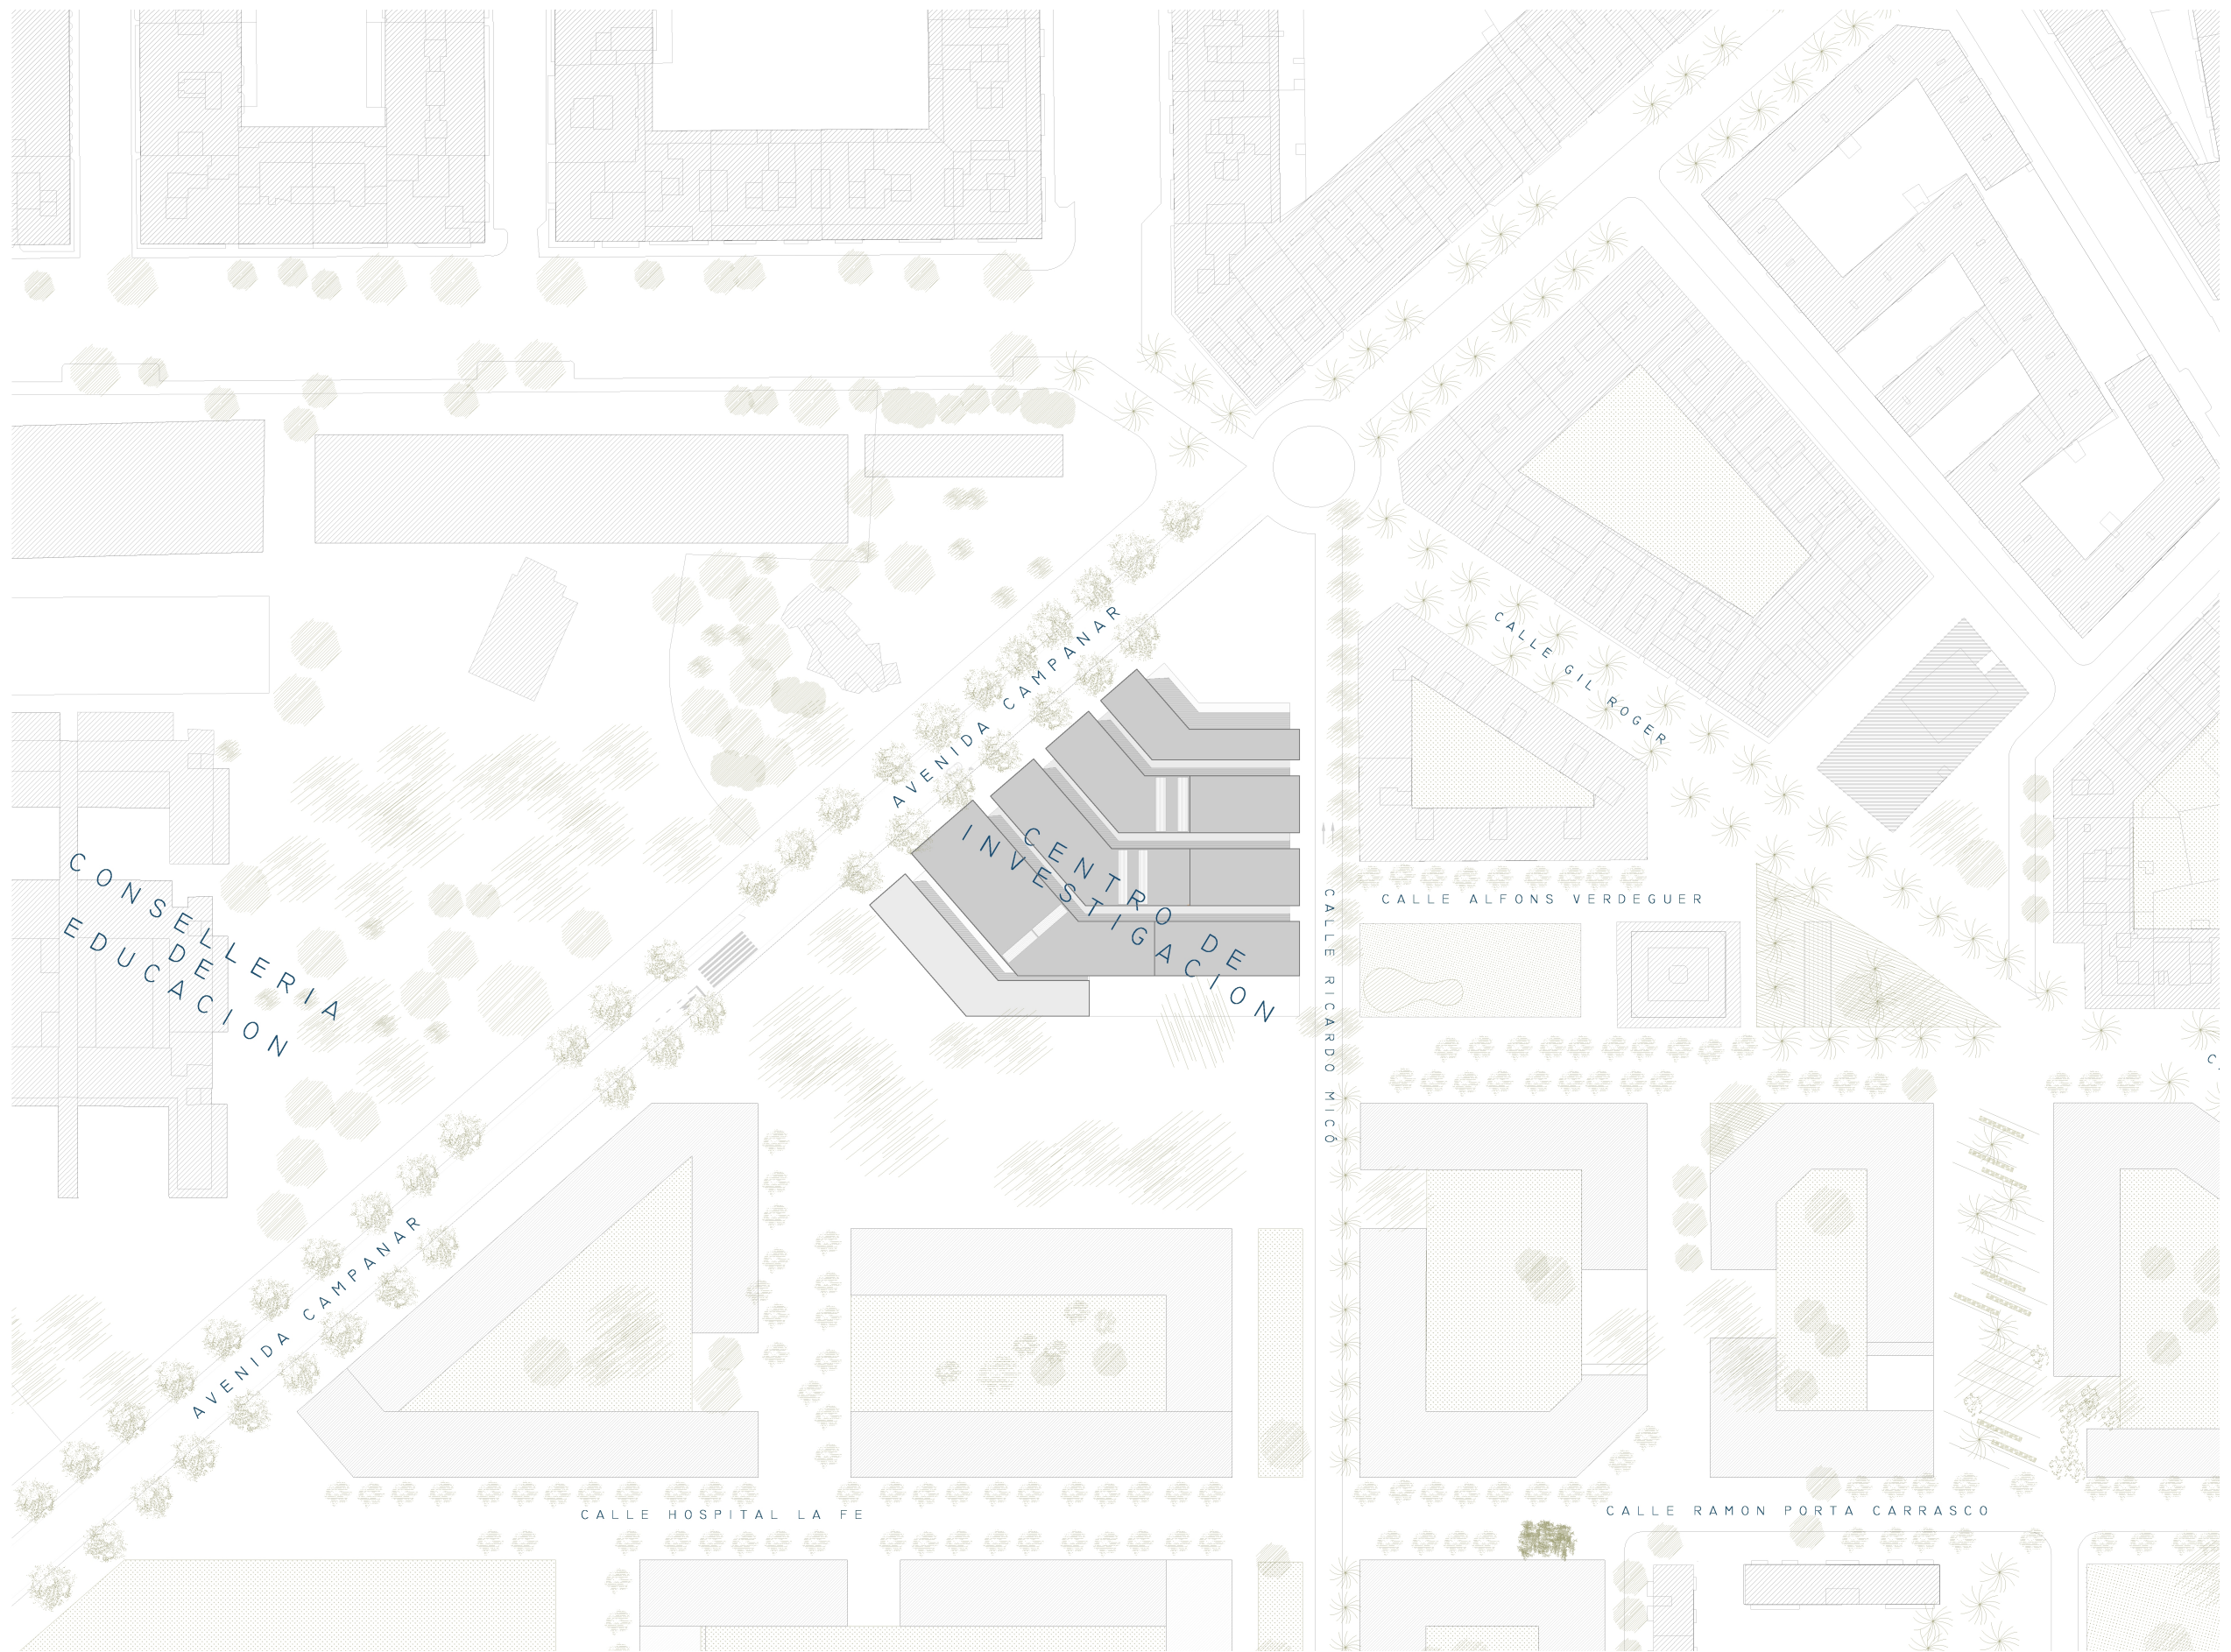 CALLE GIL ROGER
AVENIDA CAMPANAR
CENTRO DE
INVESTIGACION
CONSELLERIA
DE
EDUCACION
CALLE ALFONS VERDEGUER
CALLE RICARDO MICÓ
AVENIDA CAMPANAR
CALLE HOSPITAL LA FE
CALLE RAMON PORTA CARRASCO